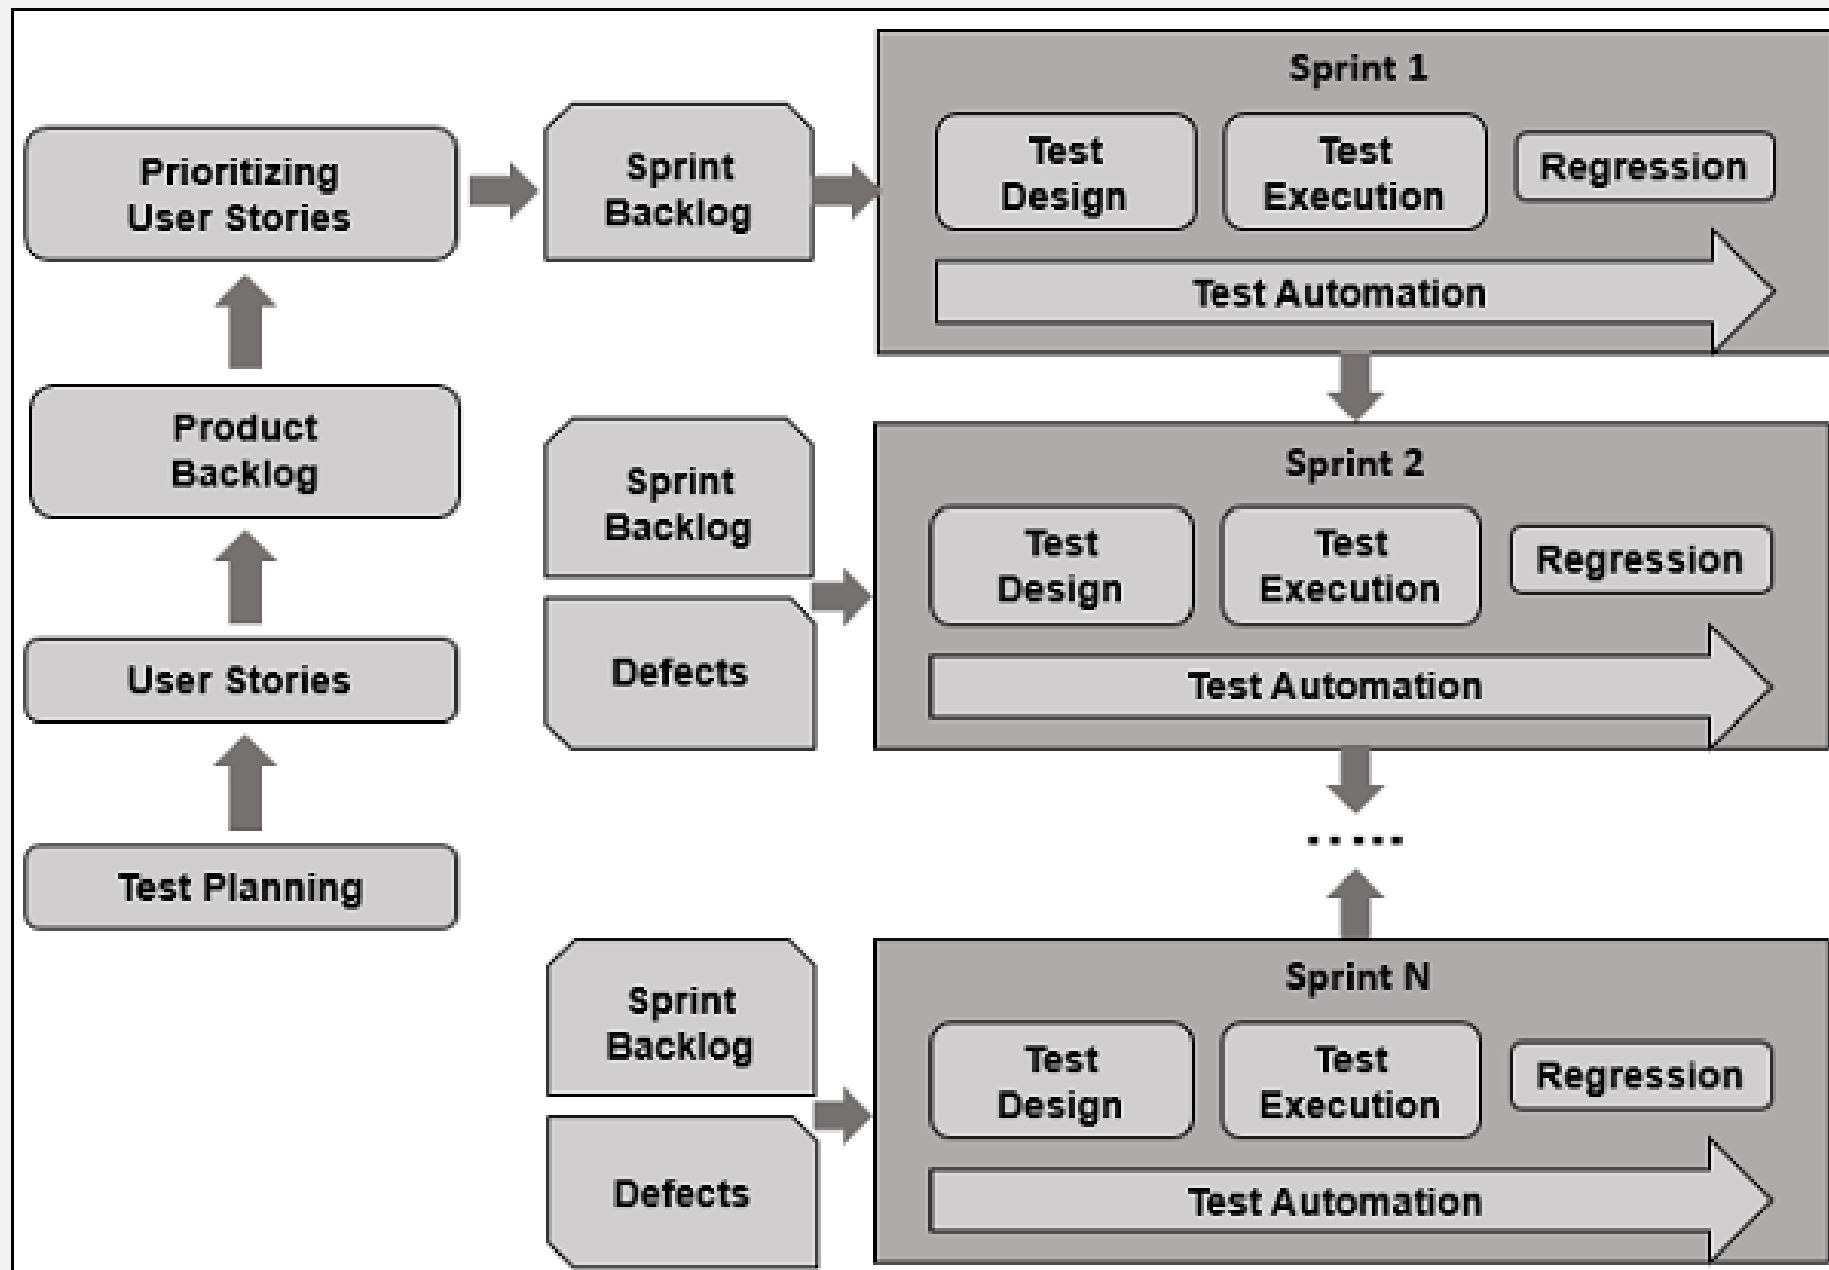 Prioritizing
User Stories
Sprint
Backlog
Sprint 1
Test
Design
Test
Execution
Regression
Test Automation
Product
Backlog
Sprint
Backlog
Defects
Sprint 2
Test
Design
Test
Execution
Regression
Test Automation
User Stories
Test Planning
.....
Sprint
Backlog
Defects
Sprint N
Test
Design
Test
Execution
Regression
Test Automation